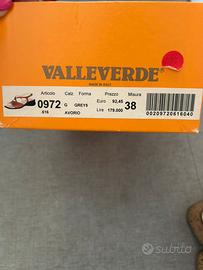 VALLEVERDE®
MADE IN ITALY
Articolo Calz Forma Prezzo Misura
0972 G GREYS Euro 92,45 38
616 AVORIO Lire 179.000
00209720616040
subito